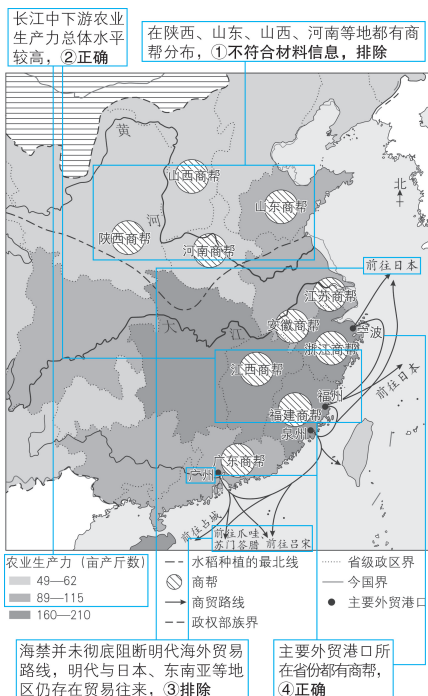 长江中下游农业
生产力总体水平
较高，②正确
在陕西、山东、山西、河南等地都有商
帮分布，①不符合材料信息，排除
黄
河
山西商帮
北
山东商帮
陕西商帮
河南商帮
前往日本
江苏商帮
安徽商帮
宁波
大
江
浙江商帮
江西商帮
前往日本
福州
福建商帮
泉州
广东商帮
广州
前往占城
前往爪哇、
苏门答腊
前往吕宋
农业生产力（亩产斤数）
49—62
89—115
160—210
水稻种植的最北线
商帮
商贸路线
政权部族界
省级政区界
今国界
主要外贸港口
海禁并未彻底阻断明代海外贸易
路线，明代与日本、东南亚等地
区仍存在贸易往来，③排除
主要外贸港口所
在省份都有商帮，
④正确